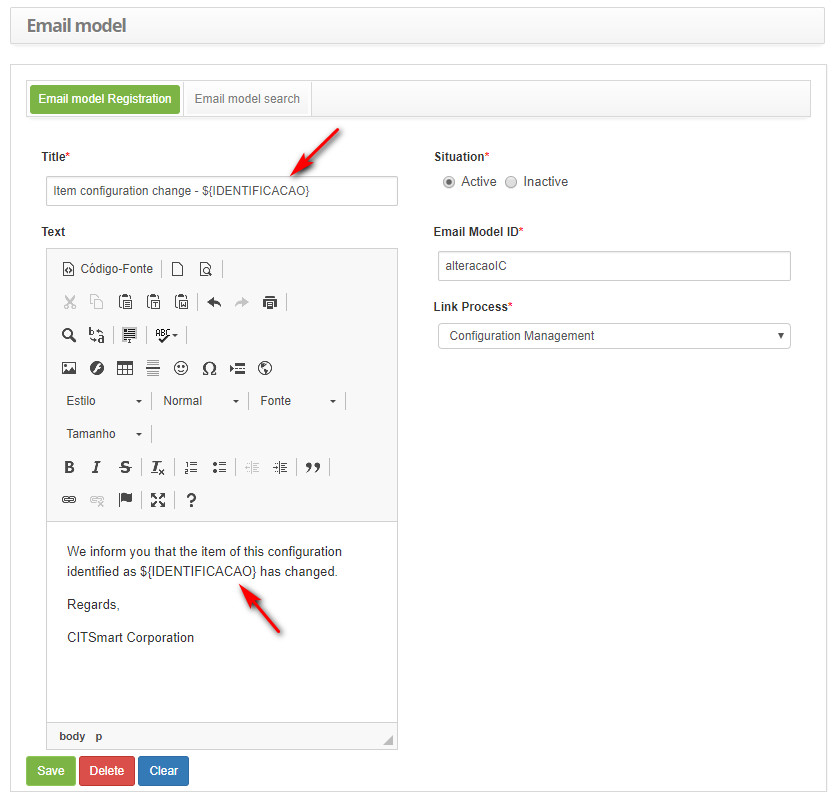 Email model
Email model Registration
Email model search
Title*
Item configuration change - ${IDENTIFICACAO}
Text
Código-Fonte
ABC
Estilo
Normal
Fonte
Tamanho
B I S Tx
We inform you that the item of this configuration
identified as ${IDENTIFICACAO} has changed.
Regards,
CITSmart Corporation
body p
Situation*
Active
Inactive
Email Model ID*
alteracaoIC
Link Process*
Configuration Management
Save
Delete
Clear